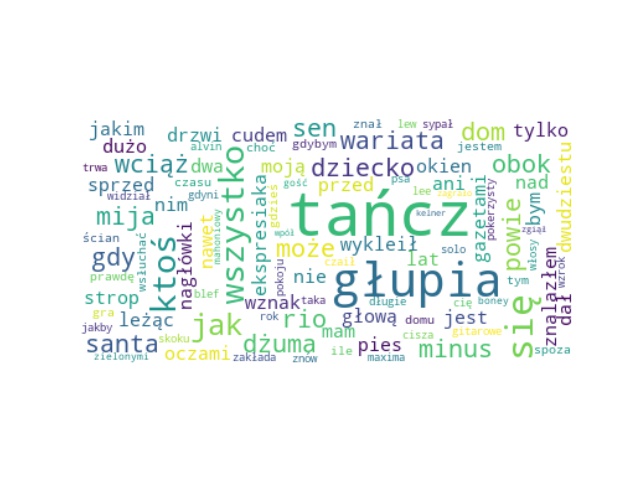 jakim
drzwi
cudem
sen
znał
lew
sypał
dom
tylko
dużo
alvin
choć
gdybym
wariata
jestem
trwa
wciąż
dwa
moją
dziecko
okien
obok
dwudziestu
sprzed
czasu
wszystko
ekspresiaka
gość
przed
psa
ani
nad
widział
nim
gdyni
gdzieś
tańcz
lee
zagrało
kelner
gazetami
pokerzysty
powie
bym
mija
nawet
mahoniowy
wpół
zgiął
ścian
wsłuchać
ktoś
nagłówki
może
wykleił
solo
gdy
pokoju
czaił
lat
włosy
wzrok
prawdę
nie
głupia
tym
znalazłem
dał
strop
blef
wznak
taka
długie
cię
boney
gra
jakby
leżąc
jak
rok
rio
głową
domu
jest
się
skoku
mam
cisza
gitarowe
santa
oczami
dżuma
ile
pies
minus
spoza
zielonymi
zakłada
znów
maxima